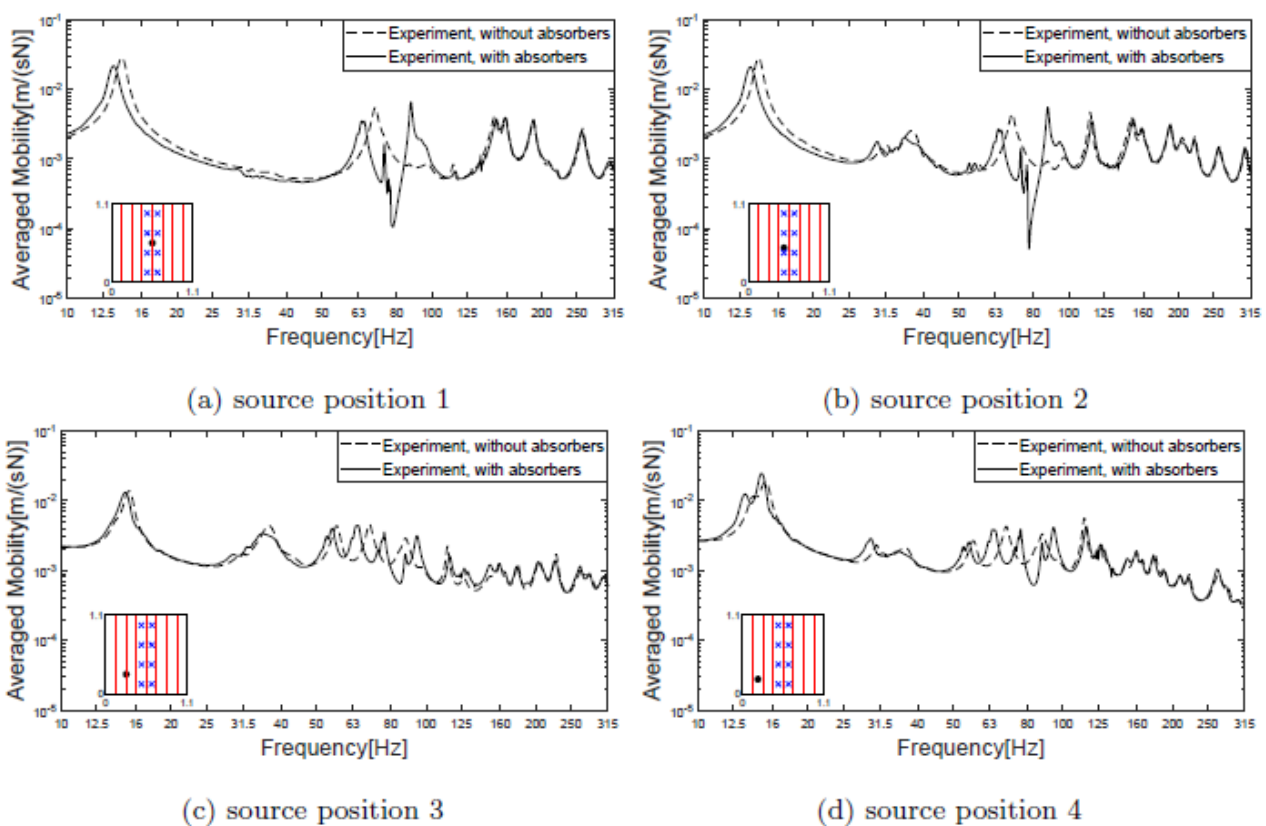 10-1
10-2
10-3
10-4
10-5
Averaged Mobility[m/(sN)]
Experiment, without absorbers
Experiment, with absorbers
1.1
0
0 1.1
10 12.5 16 20 25 31.5 40 50 63 80 100 125 160 200 250 315
Frequency[Hz]
(a) source position 1
10-1
10-2
10-3
10-4
10-5
Averaged Mobility[m/(sN)]
Experiment, without absorbers
Experiment, with absorbers
1.1
0
0 1.1
10 12.5 16 20 25 31.5 40 50 63 80 100 125 160 200 250 315
Frequency[Hz]
(b) source position 2
10-1
10-2
10-3
10-4
10-5
Averaged Mobility[m/(sN)]
Experiment, without absorbers
Experiment, with absorbers
1.1
0
0 1.1
10 12.5 16 20 25 31.5 40 50 63 80 100 125 160 200 250 315
Frequency[Hz]
(c) source position 3
10-1
10-2
10-3
10-4
10-5
Averaged Mobility[m/(sN)]
Experiment, without absorbers
Experiment, with absorbers
1.1
0
0 1.1
10 12.5 16 20 25 31.5 40 50 63 80 100 125 160 200 250 315
Frequency[Hz]
(d) source position 4